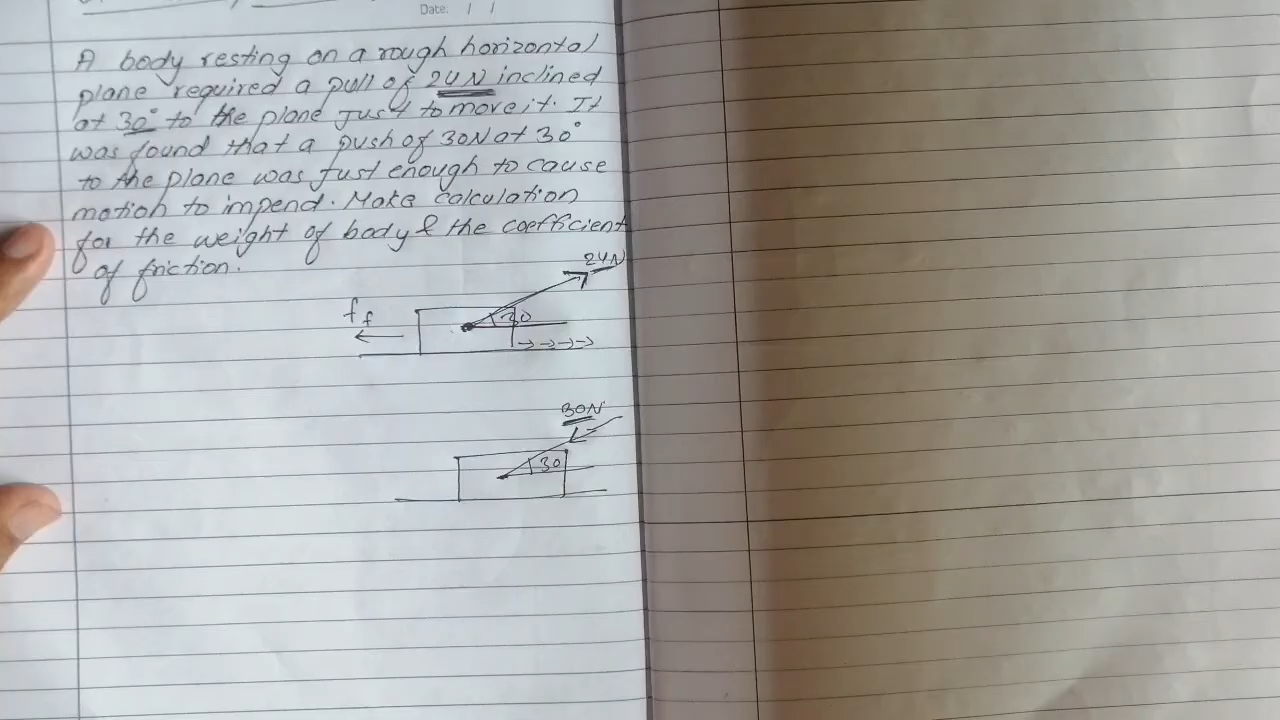 Date: / /
A body resting on a rough horizontal
plane required a pull of 24N inclined
at 30° to the plane Just to move it. It
was found that a push of 30N at 30°
to the plane was just enough to cause
motion to impend. Make calculation
for the weight of body & the coefficient
of friction.
24N
ff
30
30N
30